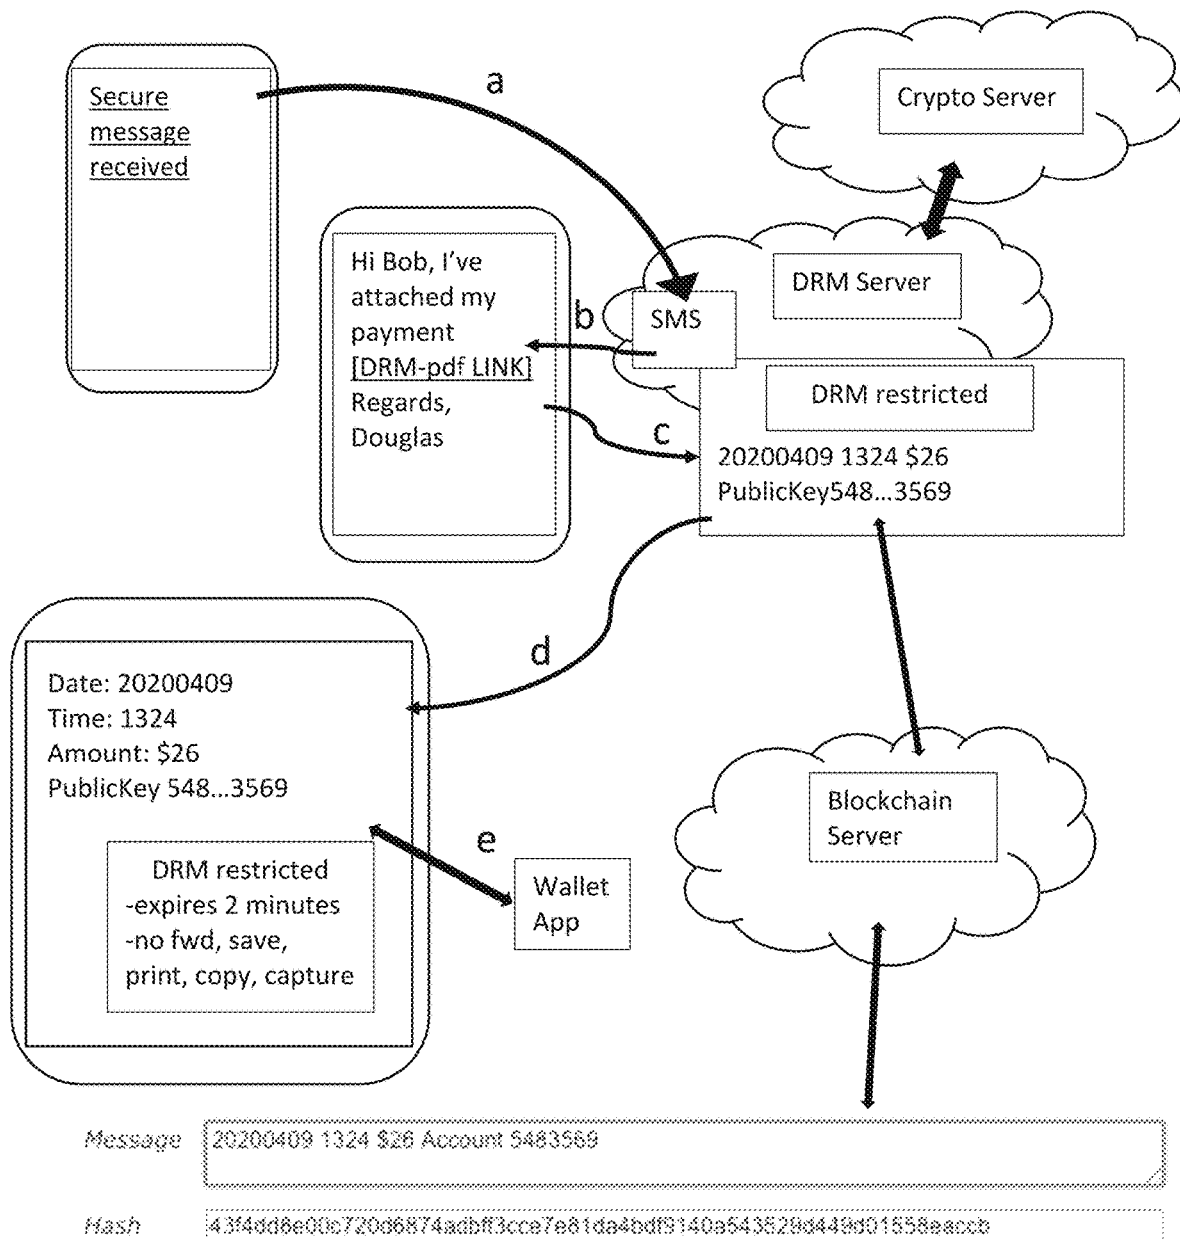 a
Secure
message
received
Crypto Server
Hi Bob, I've
attached my
payment
[DRM-pdf LINK]
Regards,
Douglas
b
SMS
DRM Server
DRM restricted
c
20200409 1324 $26
PublicKey548...3569
d
Date: 20200409
Time: 1324
Amount: $26
PublicKey 548...3569
DRM restricted
-expires 2 minutes
-no fwd, save,
print, copy, capture
e
Wallet
App
Blockchain
Server
Message
20200409 1324 $26 Account 5483569
Hash